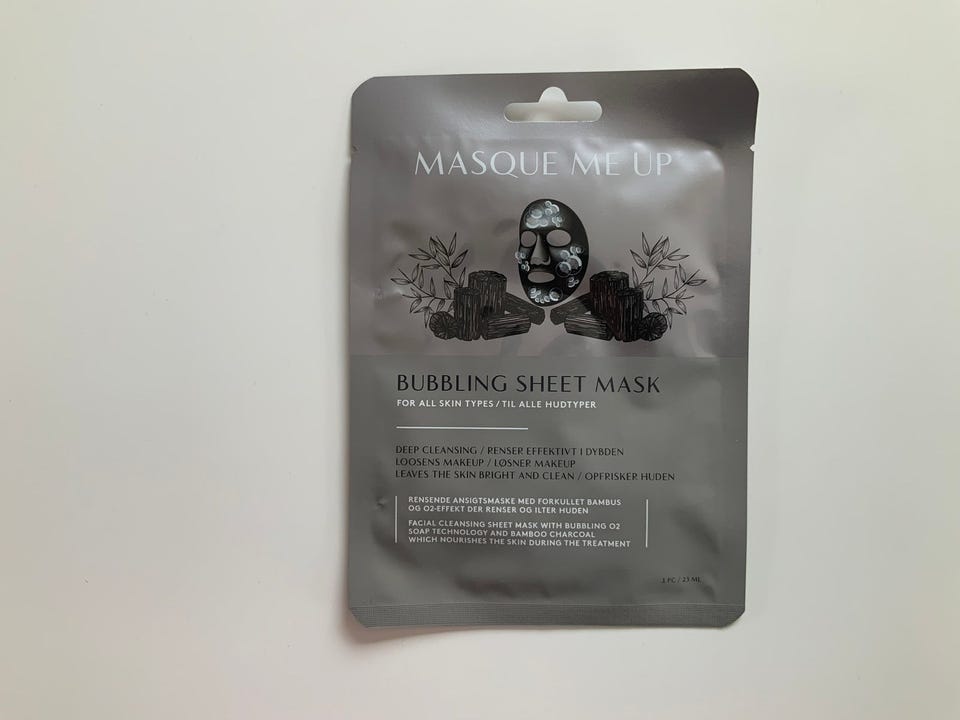 MASQUE ME UP
BUBBLING SHEET MASK
FOR ALL SKIN TYPES / TIL ALLE HUDTYPER
DEEP CLEANSING / RENSER EFFEKTIVT I DYBDEN
LOOSENS MAKEUP / LØSNER MAKEUP
LEAVES THE SKIN BRIGHT AND CLEAN / OPFRISKER HUDEN
RENSENDE ANSIGTSMASKE MED FORKULLET BAMBUS
OG O2-EFFEKT DER RENSER OG ILTER HUDEN
FACIAL CLEANSING SHEET MASK WITH BUBBLING O2
SOAP TECHNOLOGY AND BAMBOO CHARCOAL
WHICH NOURISHES THE SKIN DURING THE TREATMENT
1 PC / 23 ML